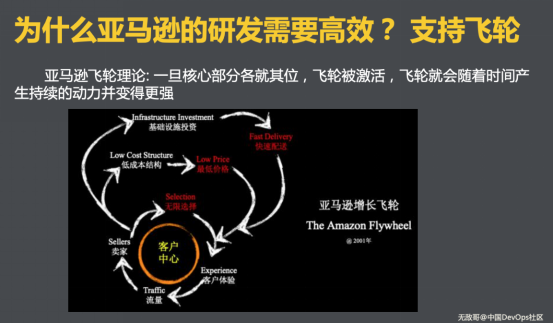 为什么亚马逊的研发需要高效？ 支持飞轮
亚马逊飞轮理论: 一旦核心部分各就其位，飞轮被激活，飞轮就会随着时间产
生持续的动力并变得更强
Infrastructure Investment
基础设施投资
Fast Delivery
快速配送
Low Cost Structure
低成本结构
Low Price
最低价格
Selection
无限选择
亚马逊增长飞轮
The Amazon Flywheel
@ 2001年
Sellers
卖家
客户
中心
Experience
客户体验
Traffic
流量
无敌哥@中国DevOps社区